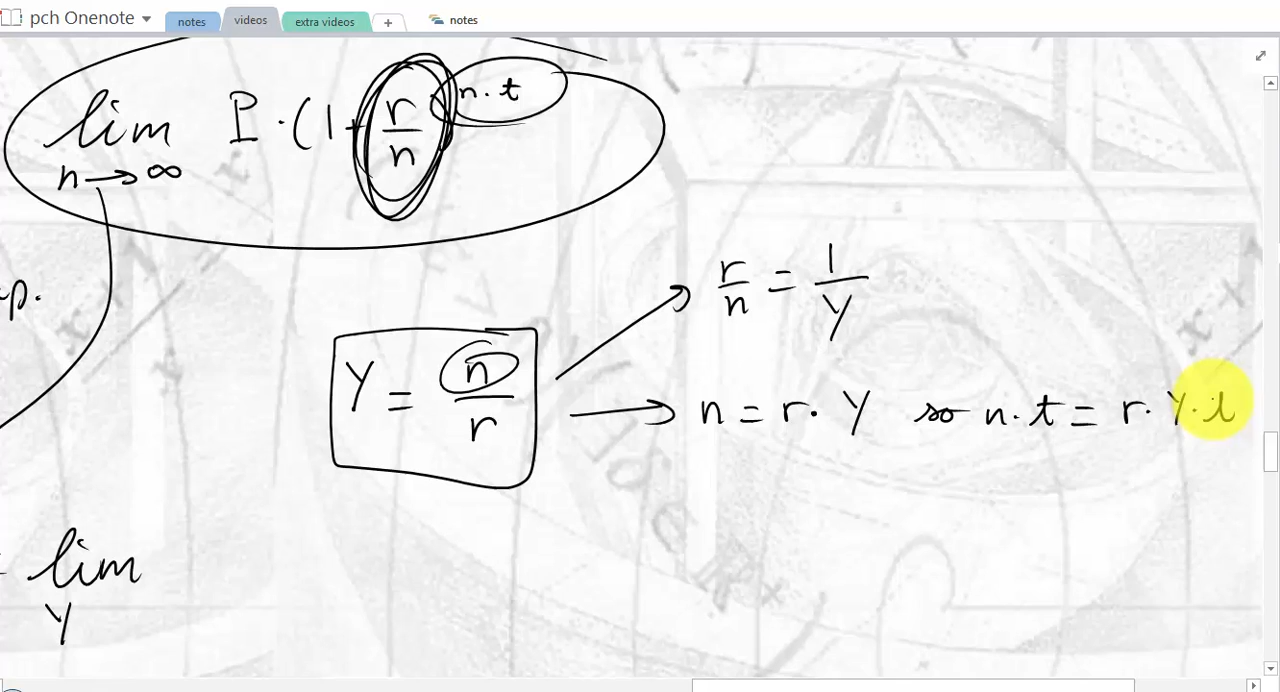 pch Onenote notes videos extra videos + notes
lim P·(1+ r/n n·t
n→∞
r/n = 1/y
p.
y = n/r
n = r·y so n·t = r·y·t
= lim
y